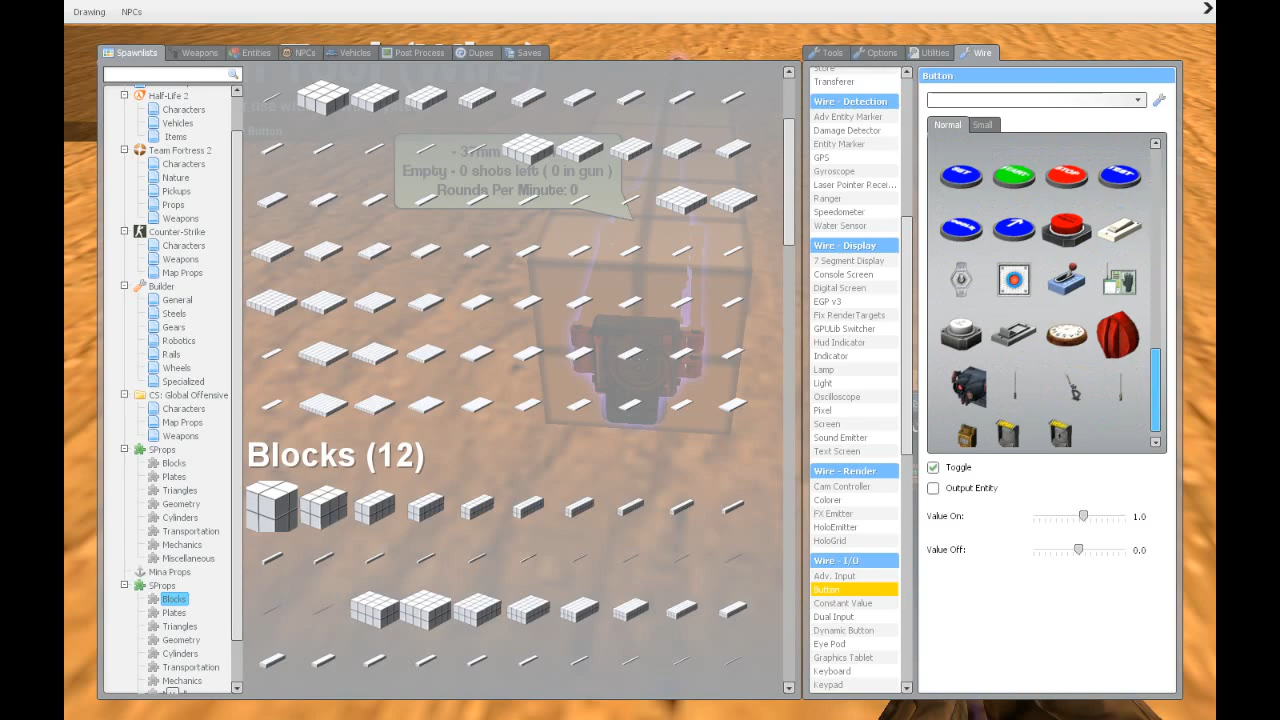 Drawing NPCs
Spawnlists Weapons Entities NPCs Vehicles Post Process Dupes Saves
Half-Life 2
Characters
Vehicles
Items
Team Fortress 2
Characters
Nature
Pickups
Props
Weapons
Counter-Strike
Characters
Weapons
Map Props
Builder
General
Steels
Gears
Robotics
Rails
Wheels
Specialized
CS: Global Offensive
Characters
Map Props
Weapons
SProps
Blocks
Plates
Triangles
Geometry
Cylinders
Transportation
Mechanics
Miscellaneous
Mina Props
SProps
Blocks
Plates
Triangles
Geometry
Cylinders
Transportation
Mechanics
Button
- 37mm
Empty - 0 shots left ( 0 in gun )
Rounds Per Minute: 0
Blocks (12)
Tools Options Utilities Wire
Store
Transferer
Wire - Detection
Adv Entity Marker
Damage Detector
Entity Marker
GPS
Gyroscope
Laser Pointer Recei...
Ranger
Speedometer
Water Sensor
Wire - Display
7 Segment Display
Console Screen
Digital Screen
EGP v3
Fix RenderTargets
GPULib Switcher
Hud Indicator
Indicator
Lamp
Light
Oscilloscope
Pixel
Screen
Sound Emitter
Text Screen
Wire - Render
Cam Controller
Colorer
FX Emitter
HoloEmitter
HoloGrid
Wire - I/O
Adv. Input
Button
Constant Value
Dual Input
Dynamic Button
Eye Pod
Graphics Tablet
Keyboard
Keypad
Button
Normal Small
START STOP
Toggle
Output Entity
Value On: 1.0
Value Off: 0.0